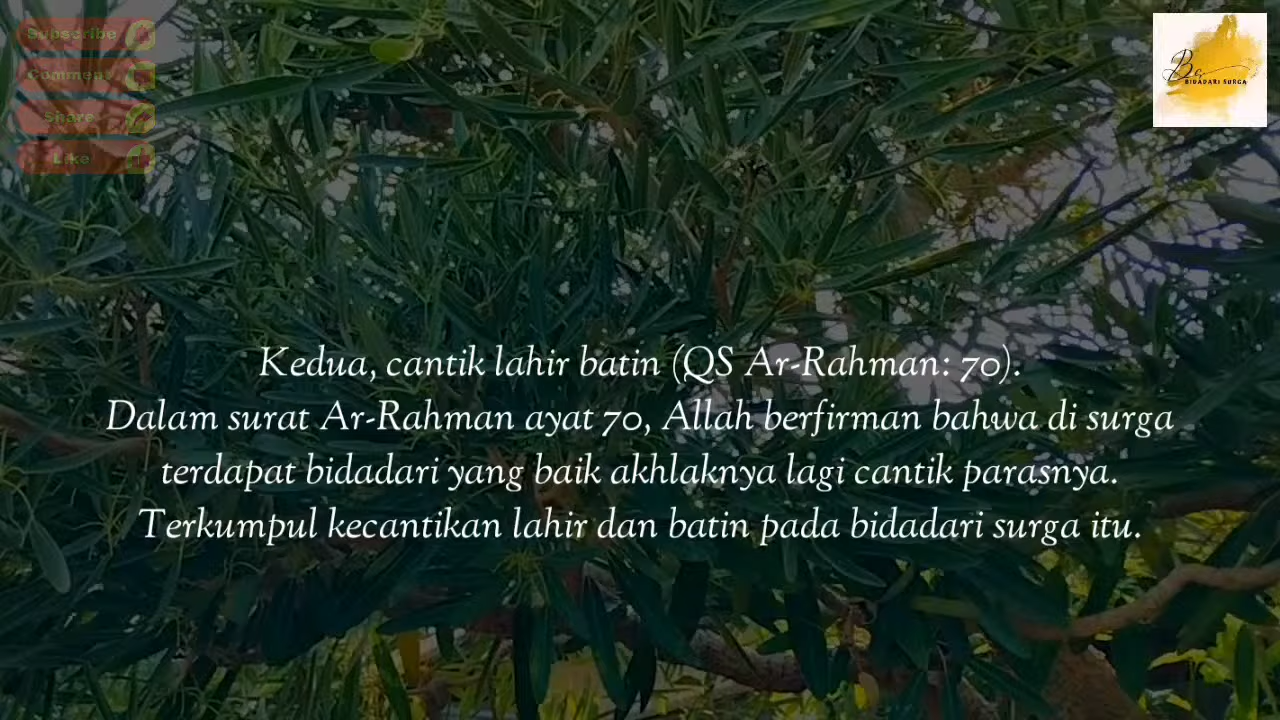 Subscribe
Comment
Share
Like
BIDADARI SURGA
Kedua, cantik lahir batin (QS Ar-Rahman: 70).
Dalam surat Ar-Rahman ayat 70, Allah berfirman bahwa di surga
terdapat bidadari yang baik akhlaknya lagi cantik parasnya.
Terkumpul kecantikan lahir dan batin pada bidadari surga itu.